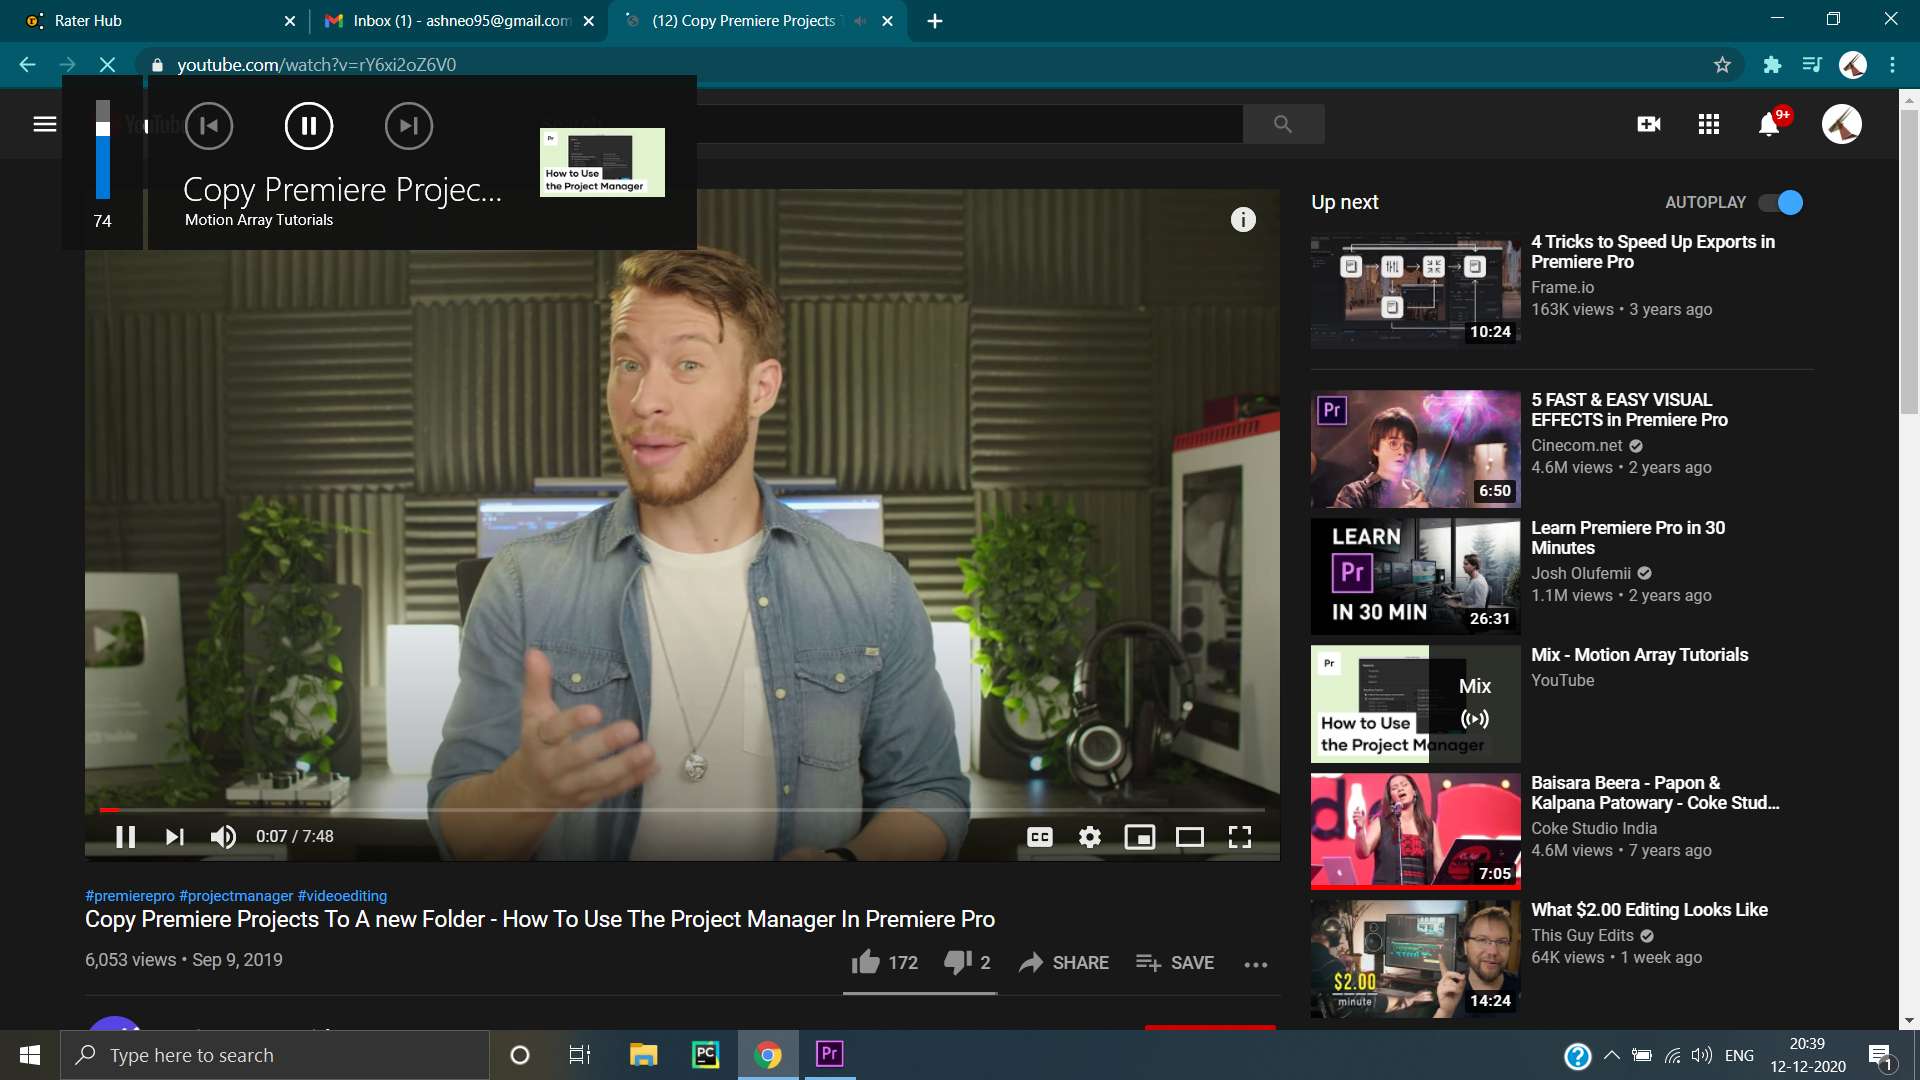 Rater Hub
Inbox (1) - ashneo95@gmail.com
(12) Copy Premiere Projects
youtube.com/watch?v=rY6xi2oZ6V0
9+
Copy Premiere Projec...
Motion Array Tutorials
74
Pr
How to Use
the Project Manager
Up next
AUTOPLAY
4 Tricks to Speed Up Exports in
Premiere Pro
Frame.io
163K views • 3 years ago
10:24
Pr
5 FAST & EASY VISUAL
EFFECTS in Premiere Pro
Cinecom.net
4.6M views • 2 years ago
6:50
LEARN
Pr
IN 30 MIN
26:31
Learn Premiere Pro in 30
Minutes
Josh Olufemii
1.1M views • 2 years ago
Pr
Mix
How to Use
the Project Manager
Mix - Motion Array Tutorials
YouTube
Baisara Beera - Papon &
Kalpana Patowary - Coke Stud...
Coke Studio India
4.6M views • 7 years ago
7:05
$2.00
minute
14:24
What $2.00 Editing Looks Like
This Guy Edits
64K views • 1 week ago
0:07 / 7:48
CC
#premierepro #projectmanager #videoediting
Copy Premiere Projects To A new Folder - How To Use The Project Manager In Premiere Pro
6,053 views • Sep 9, 2019
172
2
SHARE
SAVE
Type here to search
PC
Pr
ENG
20:39
12-12-2020
1